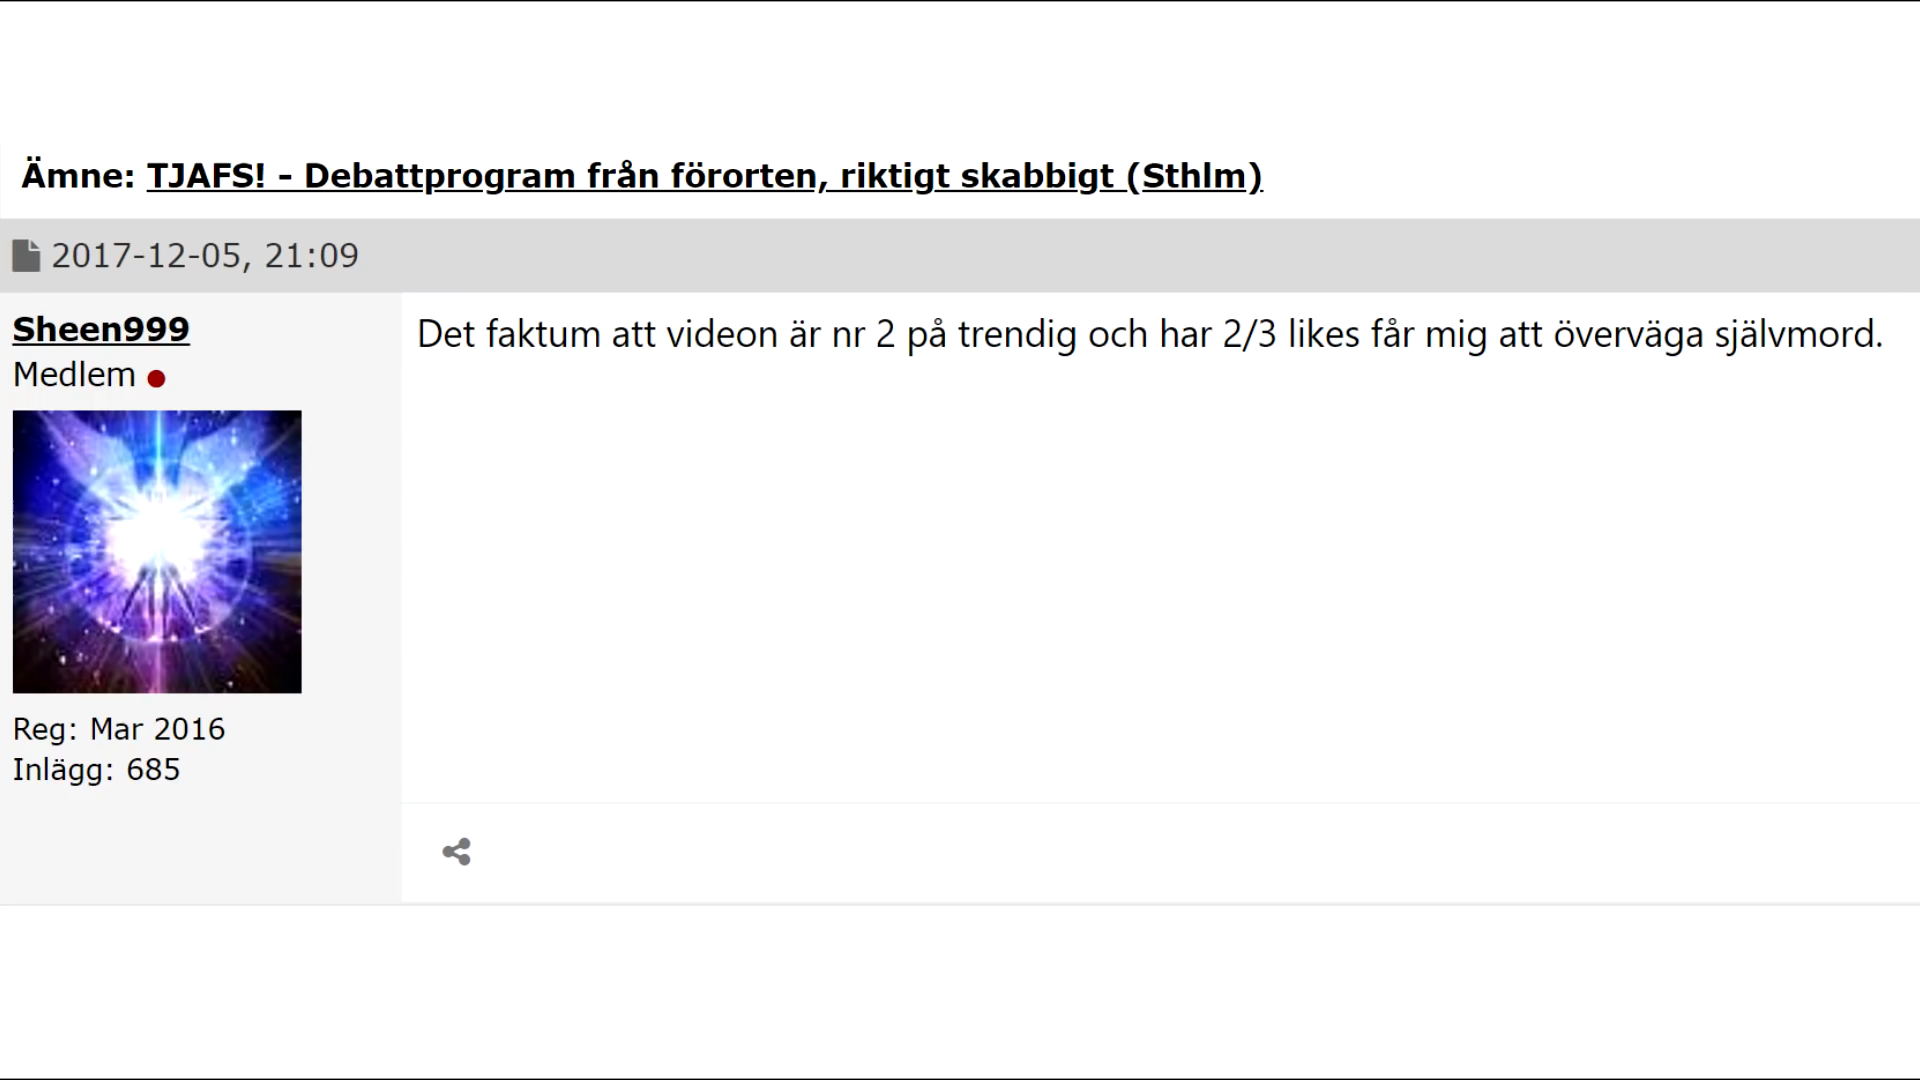 Ämne: TJAFS! - Debattprogram från förorten, riktigt skabbigt (Sthlm)
2017-12-05, 21:09
Sheen999
Medlem
Det faktum att videon är nr 2 på trendig och har 2/3 likes får mig att överväga självmord.
Reg: Mar 2016
Inlägg: 685